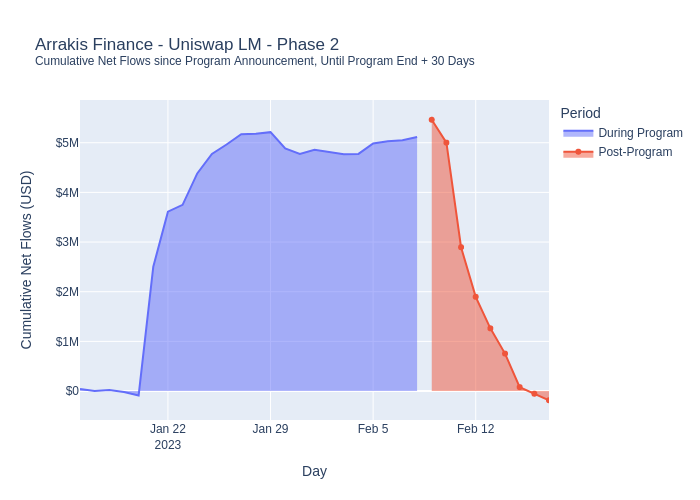 Arrakis Finance - Uniswap LM - Phase 2
Cumulative Net Flows since Program Announcement, Until Program End + 30 Days
Period
During Program
Post-Program
Cumulative Net Flows (USD)
$5M
$4M
$3M
$2M
$1M
$0
Jan 22
2023
Jan 29
Feb 5
Feb 12
Day